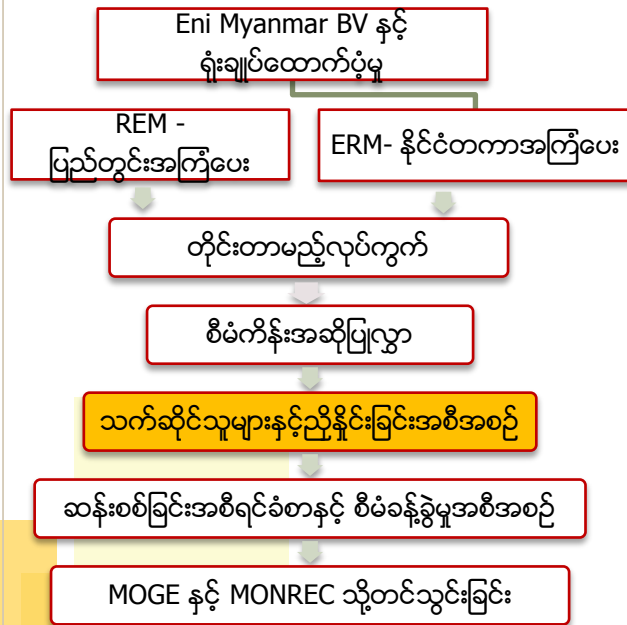 Eni Myanmar BV နှင့်
ရုံးချုပ်ထောက်ပံ့မှု
REM -
ပြည်တွင်းအကြံပေး
ERM- နိုင်ငံတကာအကြံပေး
တိုင်းတာမည့်လုပ်ကွက်
စီမံကိန်းအဆိုပြုလွှာ
သက်ဆိုင်သူများနှင့်ညှိနှိုင်းခြင်းအစီအစဉ်
ဆန်းစစ်ခြင်းအစီရင်ခံစာနှင့် စီမံခန့်ခွဲမှုအစီအစဉ်
MOGE နှင့် MONREC သို့တင်သွင်းခြင်း